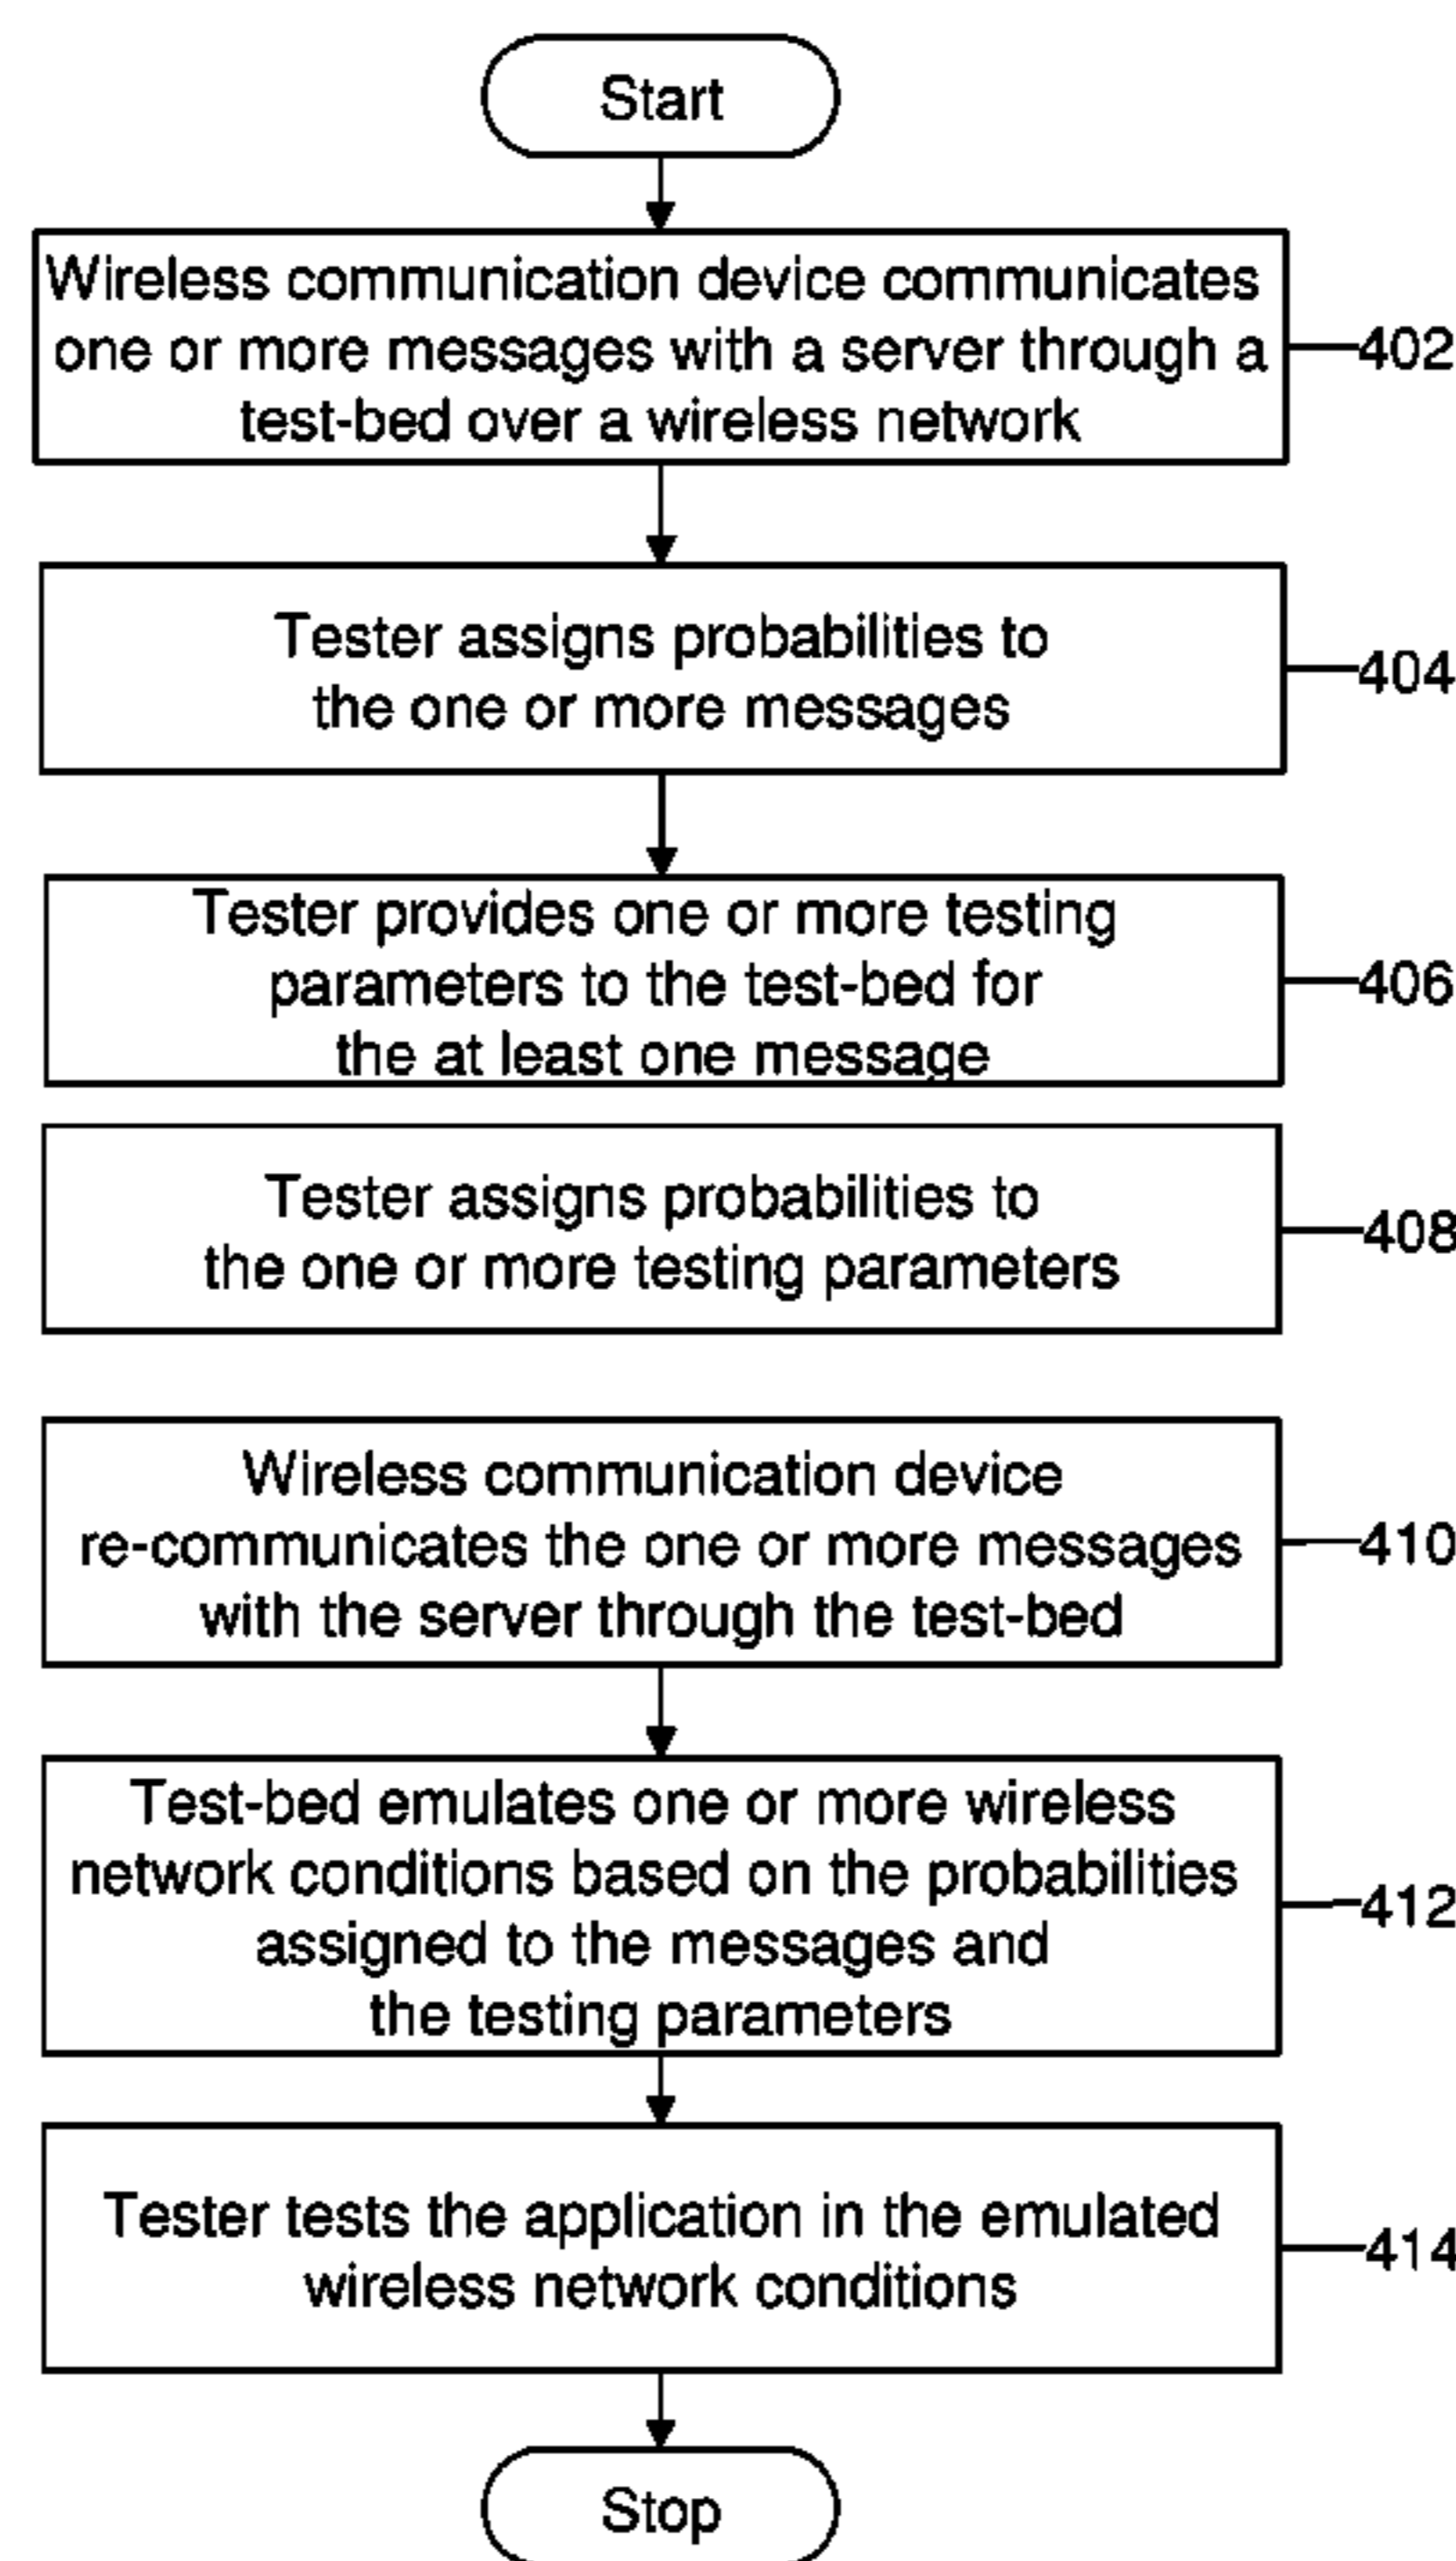 Start
Wireless communication device communicates
one or more messages with a server through a
test-bed over a wireless network
402
Tester assigns probabilities to
the one or more messages
404
Tester provides one or more testing
parameters to the test-bed for
the at least one message
406
Tester assigns probabilities to
the one or more testing parameters
408
Wireless communication device
re-communicates the one or more messages
with the server through the test-bed
410
Test-bed emulates one or more wireless
network conditions based on the probabilities
assigned to the messages and
the testing parameters
412
Tester tests the application in the emulated
wireless network conditions
414
Stop